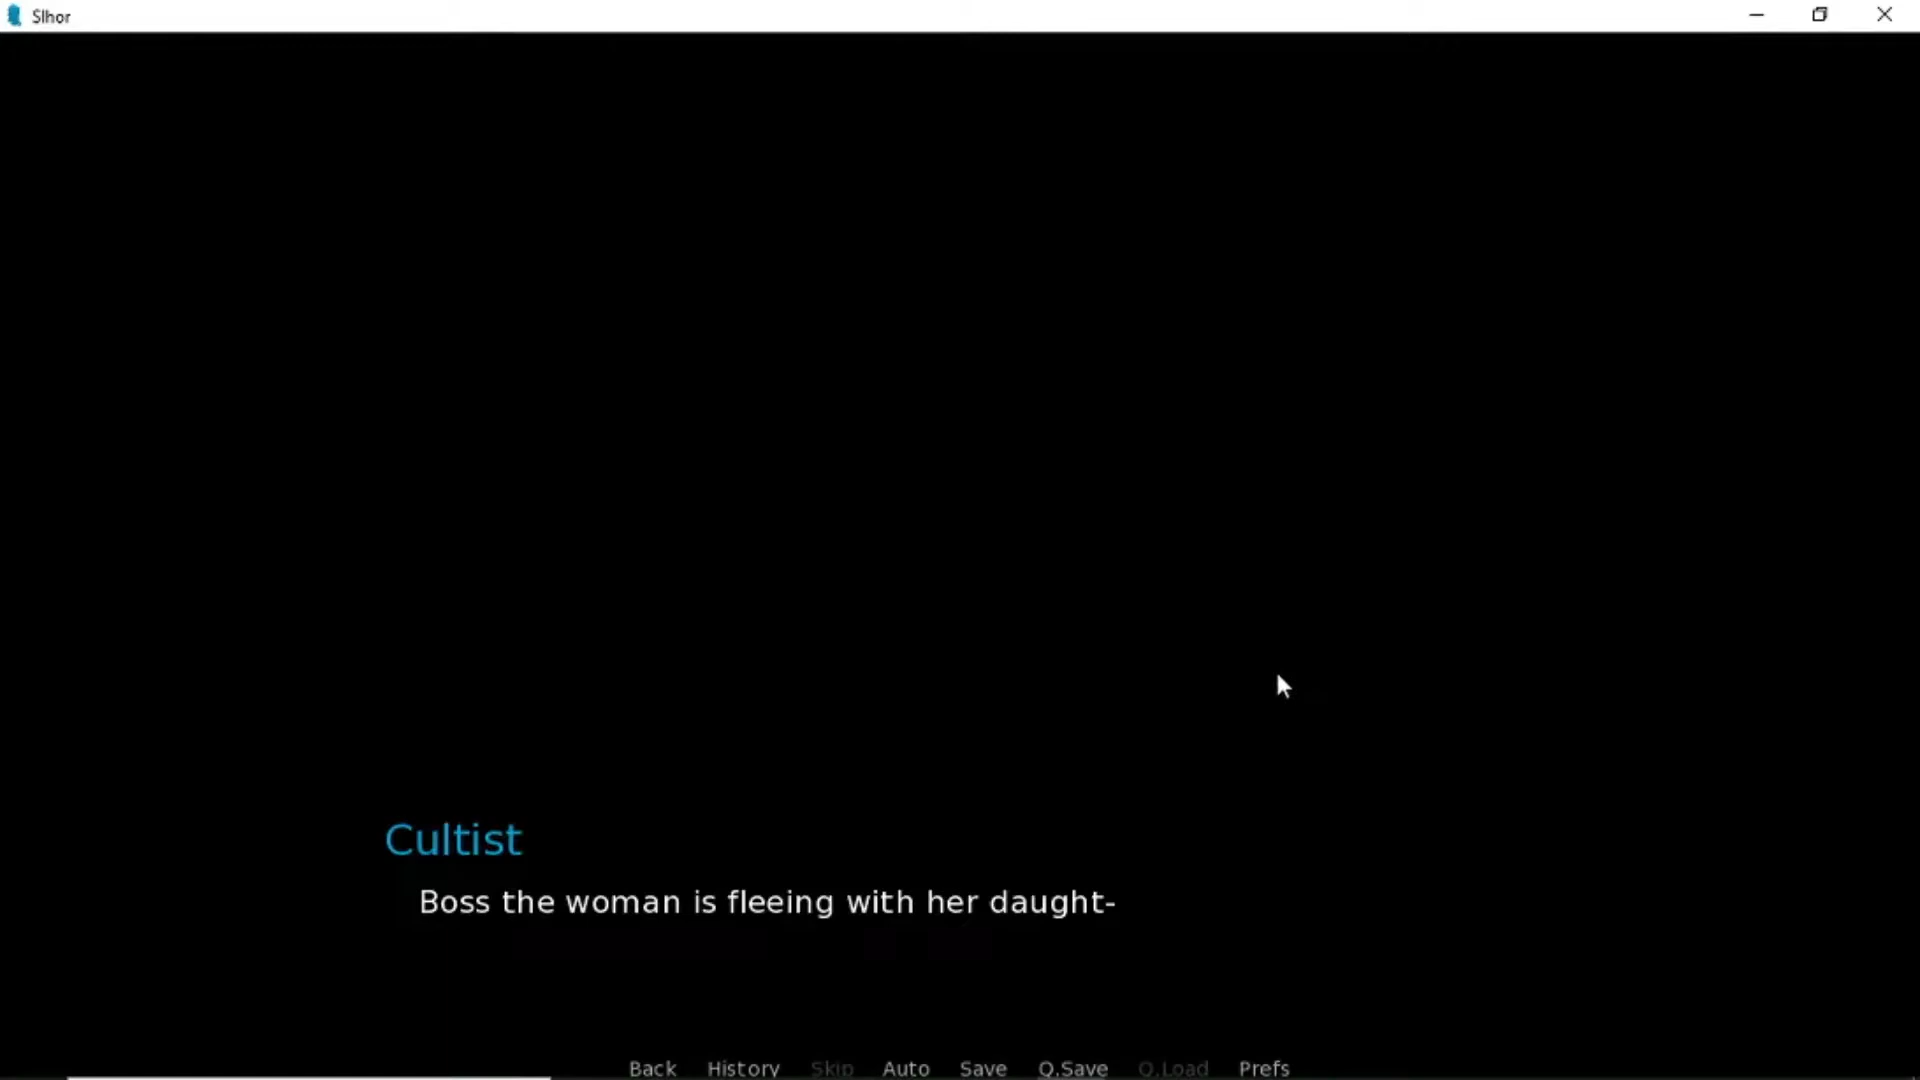 Slhor
Cultist
Boss the woman is fleeing with her daught-
Back History Skip Auto Save Q.Save Q.Load Prefs